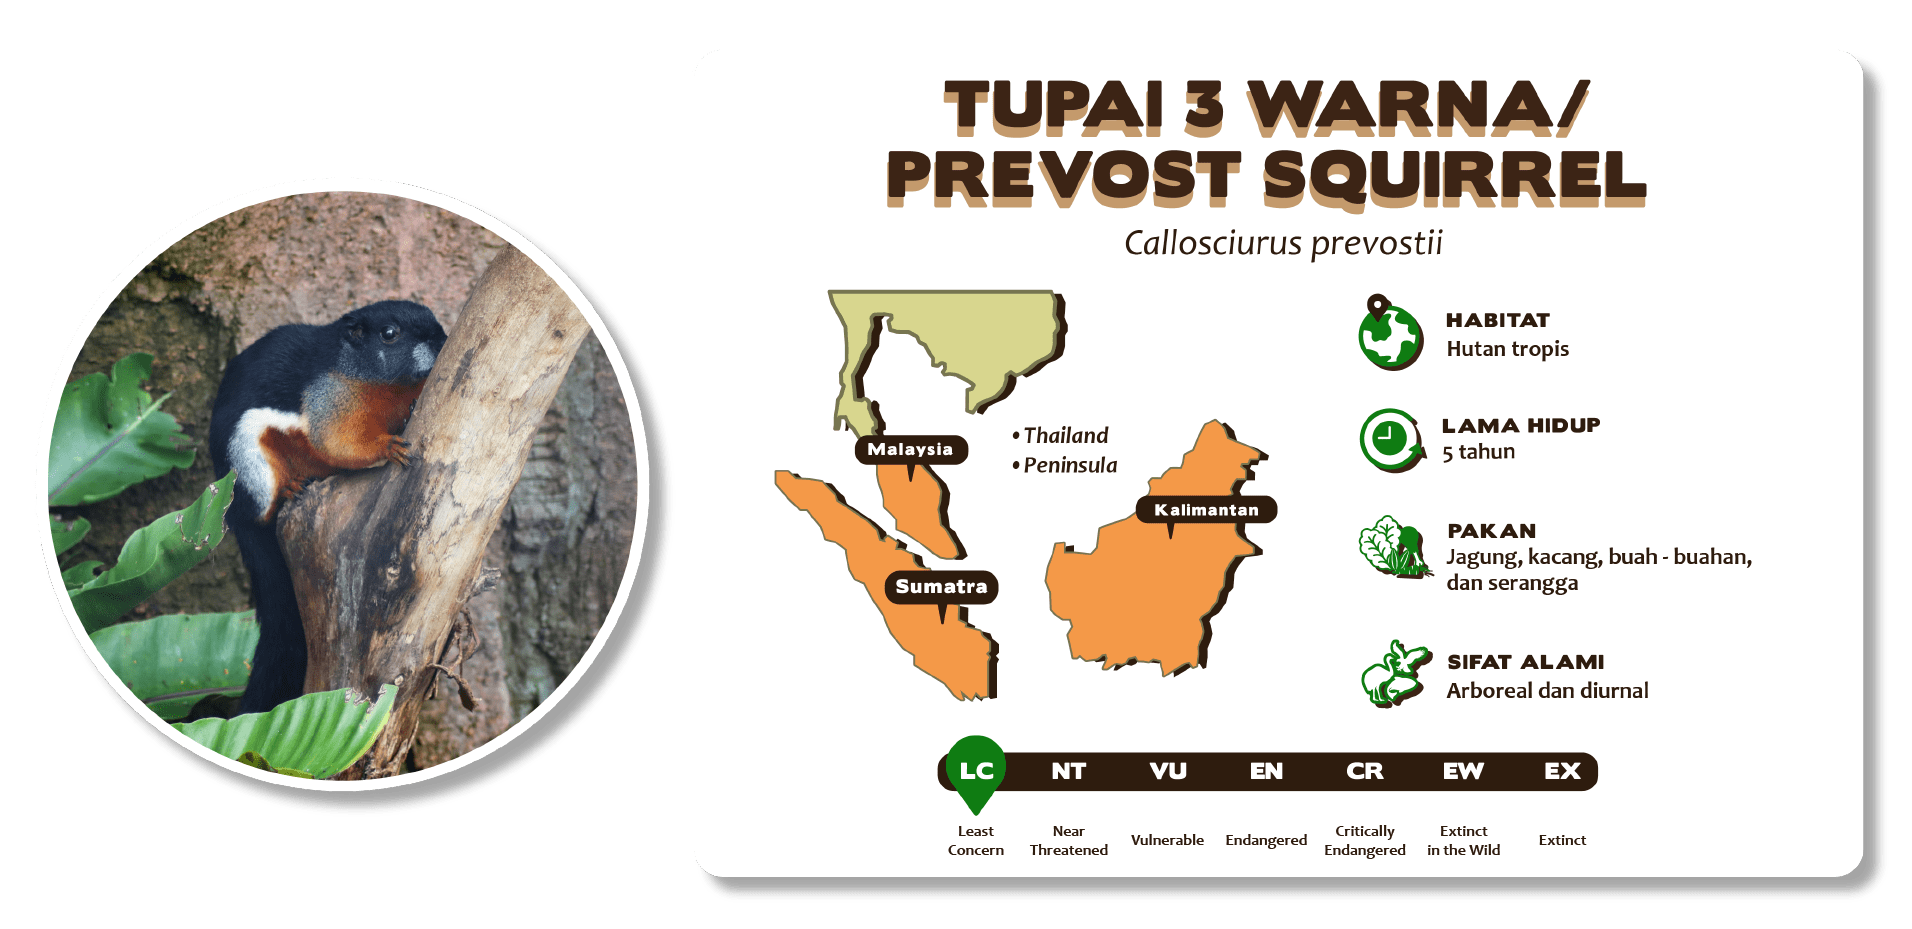 TUPAI 3 WARNA/
PREVOST SQUIRREL
Callosciurus prevostii
Malaysia
• Thailand
• Peninsula
Kalimantan
Sumatra
HABITAT
Hutan tropis
LAMA HIDUP
5 tahun
PAKAN
Jagung, kacang, buah - buahan,
dan serangga
SIFAT ALAMI
Arboreal dan diurnal
LC NT VU EN CR EW EX
Least
Concern
Near
Threatened
Vulnerable
Endangered
Critically
Endangered
Extinct
in the Wild
Extinct